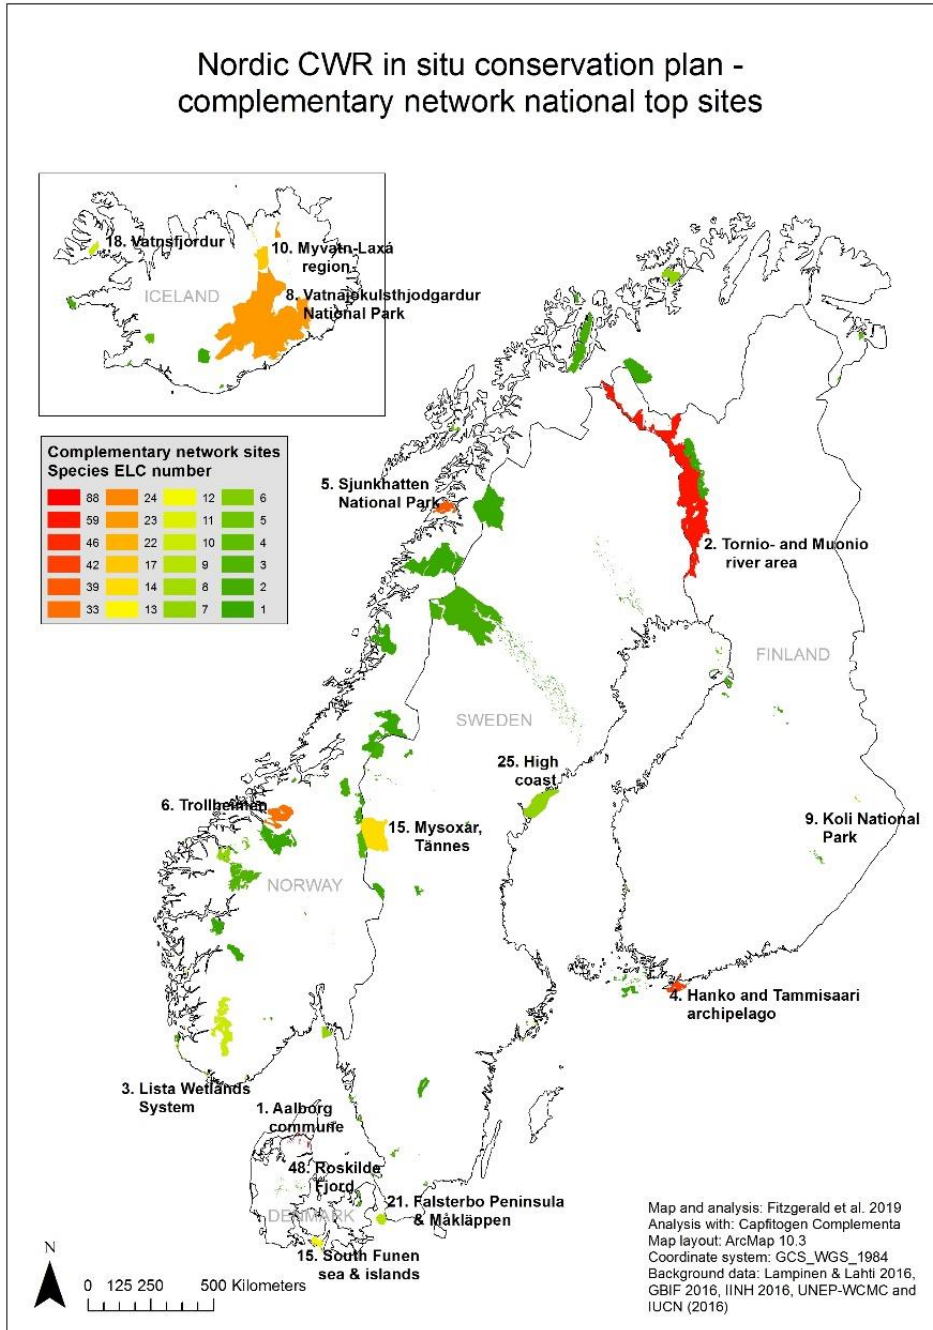 Nordic CWR in situ conservation plan -
complementary network national top sites
18. Vatnsfjordur
10. Myvatn-Laxá
region
ICELAND
8. Vatnajokulsthjodgardur
National Park
Complementary network sites
Species ELC number
88 24 12 6
59 23 11 5
46 22 10 4
42 17 9 3
39 14 8 2
33 13 7 1
5. Sjunkhatten
National Park
2. Tornio- and Muonio
river area
FINLAND
SWEDEN
25. High
coast
6. Trollheimen
15. Mysoxar,
Tännes
9. Koli National
Park
NORWAY
4. Hanko and Tammisaari
archipelago
3. Lista Wetlands
System
1. Aalborg
commune
48. Roskilde
Fjord
21. Falsterbo Peninsula
& Måkläppen
DENMARK
15. South Funen
sea & islands
N
0 125 250 500 Kilometers
Map and analysis: Fitzgerald et al. 2019
Analysis with: Capfitogen Complementa
Map layout: ArcMap 10.3
Coordinate system: GCS_WGS_1984
Background data: Lampinen & Lahti 2016,
GBIF 2016, IINH 2016, UNEP-WCMC and
IUCN (2016)